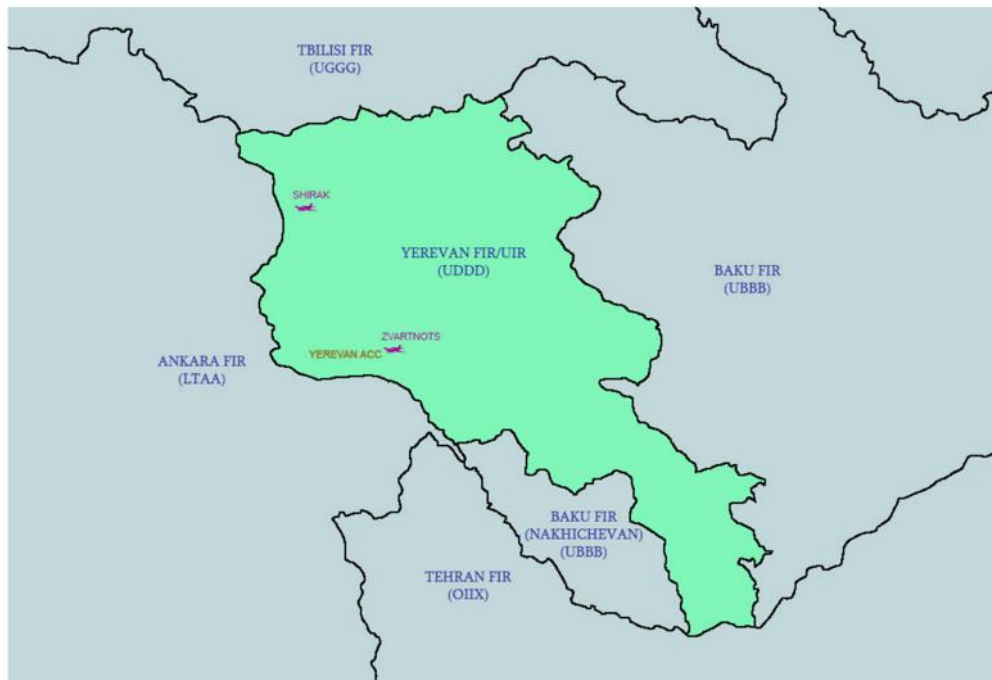 TBILISI FIR
(UGGG)
SHIRAK
YEREVAN FIR/UIR
(UDDD)
BAKU FIR
(UBBB)
ZVARTNOTS
YEREVAN ACC
ANKARA FIR
(LTAA)
BAKU FIR
(NAKHICHEVAN)
(UBBB)
TEHRAN FIR
(OIIX)